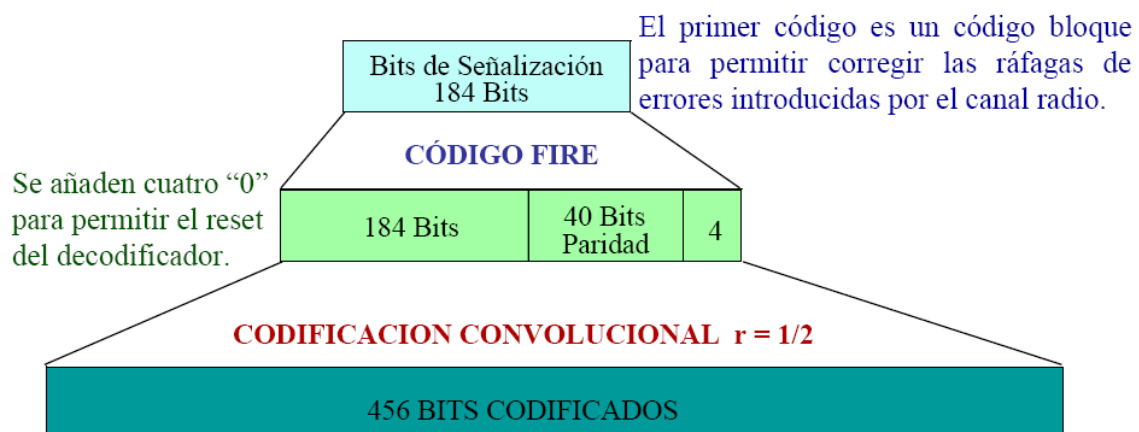 Bits de Señalización
184 Bits
El primer código es un código bloque
para permitir corregir las ráfagas de
errores introducidas por el canal radio.
CÓDIGO FIRE
Se añaden cuatro “0”
para permitir el reset
del decodificador.
184 Bits
40 Bits
Paridad
4
CODIFICACION CONVOLUCIONAL r = 1/2
456 BITS CODIFICADOS